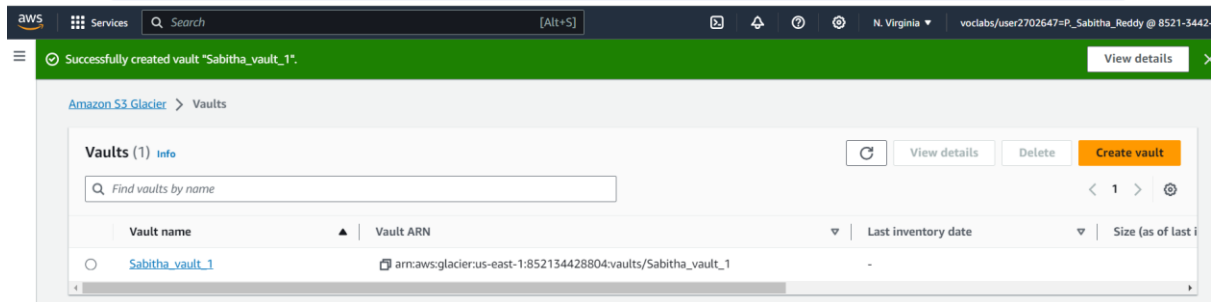 aws Services Search [Alt+S] N. Virginia ▼ voclabs/user2702647=P._Sabitha_Reddy @ 8521-3442-
Successfully created vault "Sabitha_vault_1". View details
Amazon S3 Glacier > Vaults
Vaults (1) Info View details Delete Create vault
Find vaults by name < 1 >
Vault name Vault ARN Last inventory date Size (as of last i
Sabitha_vault_1 arn:aws:glacier:us-east-1:852134428804:vaults/Sabitha_vault_1 -